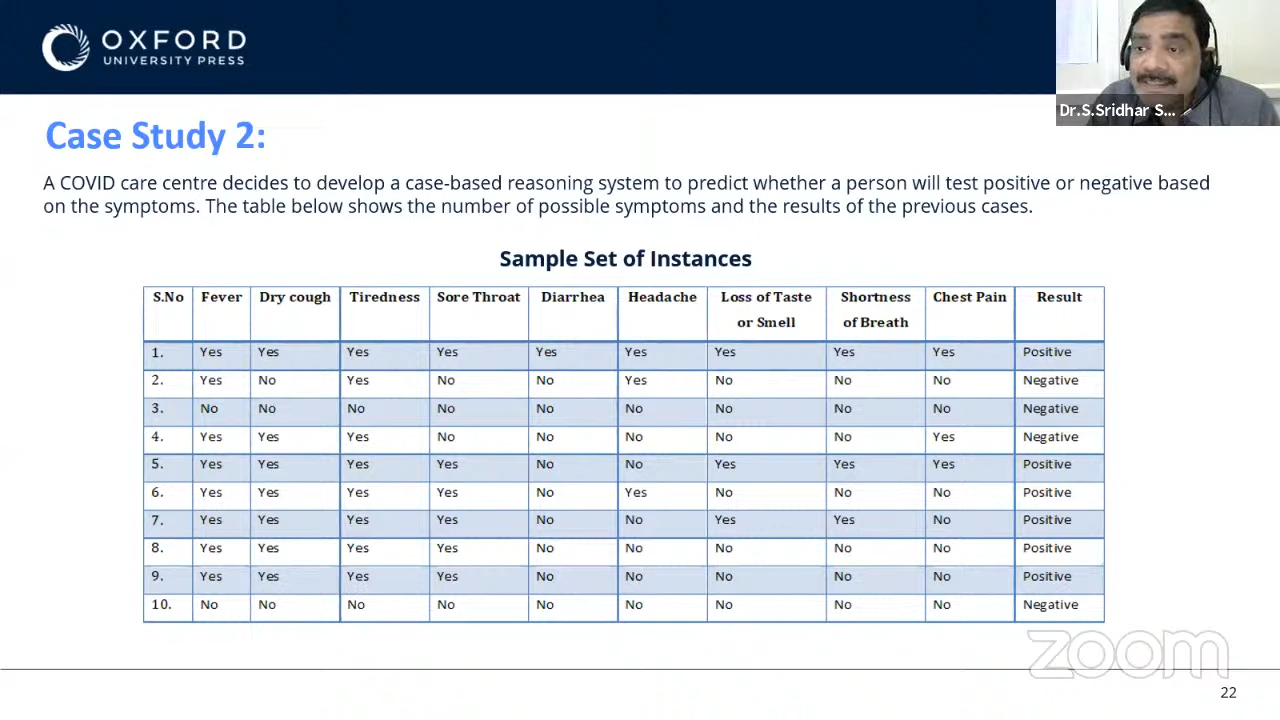 OXFORD
UNIVERSITY PRESS
Dr.S.Sridhar S...
Case Study 2:
A COVID care centre decides to develop a case-based reasoning system to predict whether a person will test positive or negative based
on the symptoms. The table below shows the number of possible symptoms and the results of the previous cases.
Sample Set of Instances
S.No Fever Dry cough Tiredness Sore Throat Diarrhea Headache Loss of Taste or Smell Shortness of Breath Chest Pain Result
1. Yes Yes Yes Yes Yes Yes Yes Yes Yes Positive
2. Yes No Yes No No Yes No No No Negative
3. No No No No No No No No No Negative
4. Yes Yes Yes No No No No No Yes Negative
5. Yes Yes Yes Yes No No Yes Yes Yes Positive
6. Yes Yes Yes Yes No Yes No No No Positive
7. Yes Yes Yes Yes No No Yes Yes No Positive
8. Yes Yes Yes Yes No No No No No Positive
9. Yes Yes Yes Yes No No No No No Positive
10. No No No No No No No No No Negative
zoom
22